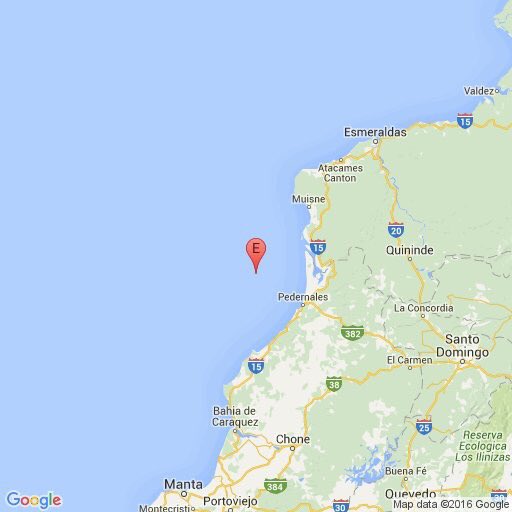 Valdez
15
Esmeraldas
Atacames
Canton
Muisne
20
15
Quininde
E
Pedernales
La Concordia
382
Santo
Domingo
El Carmen
15
38
Bahia de
Caraquez
25
Chone
Reserva
Ecologica
Los Ilinizas
Buena Fé
Manta
384
Portoviejo
Quevedo
Montecristi
30
30
Google
Map data ©2016 Google